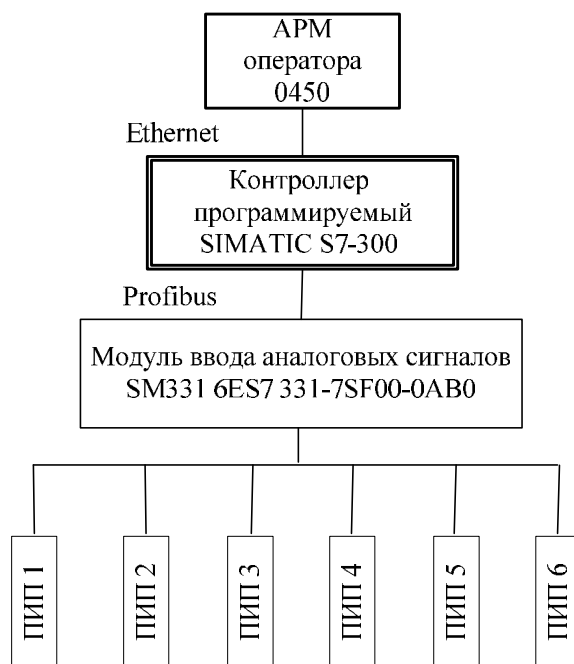 АРМ
оператора
0450
Ethernet
Контроллер
программируемый
SIMATIC S7-300
Profibus
Модуль ввода аналоговых сигналов
SM331 6ES7 331-7SF00-0AB0
ПИП 1
ПИП 2
ПИП 3
ПИП 4
ПИП 5
ПИП 6